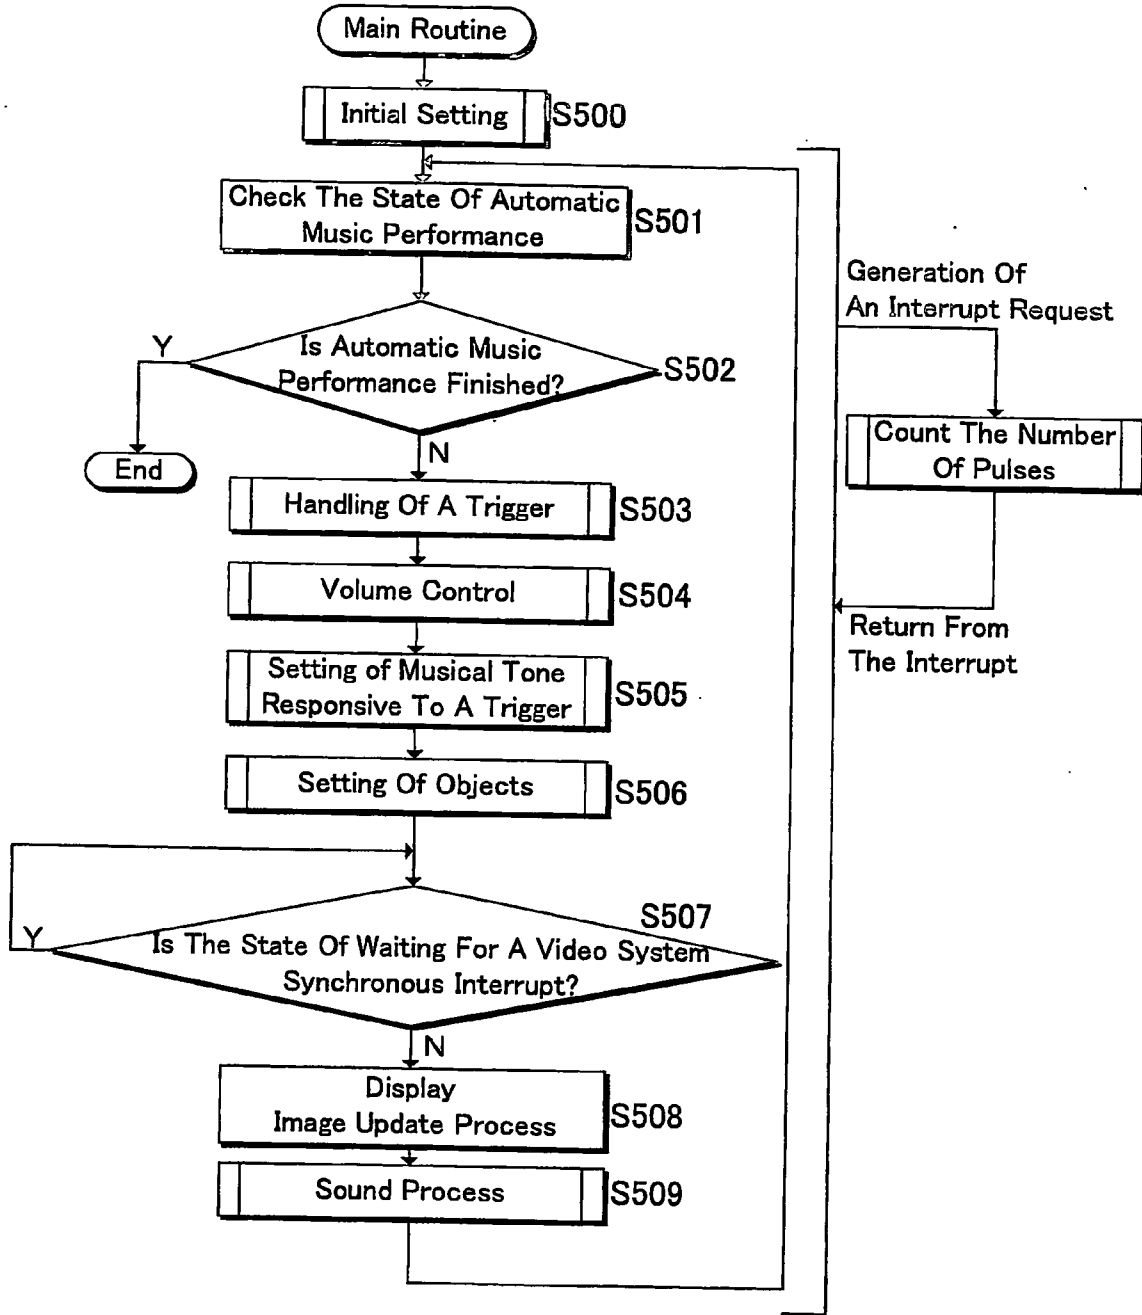 Main Routine
Initial Setting
S500
Check The State Of Automatic
Music Performance
S501
Generation Of
An Interrupt Request
Y
Is Automatic Music
Performance Finished?
S502
Count The Number
Of Pulses
End
N
Handling Of A Trigger
S503
Volume Control
S504
Return From
The Interrupt
Setting of Musical Tone
Responsive To A Trigger
S505
Setting Of Objects
S506
S507
Y
Is The State Of Waiting For A Video System
Synchronous Interrupt?
N
Display
Image Update Process
S508
Sound Process
S509